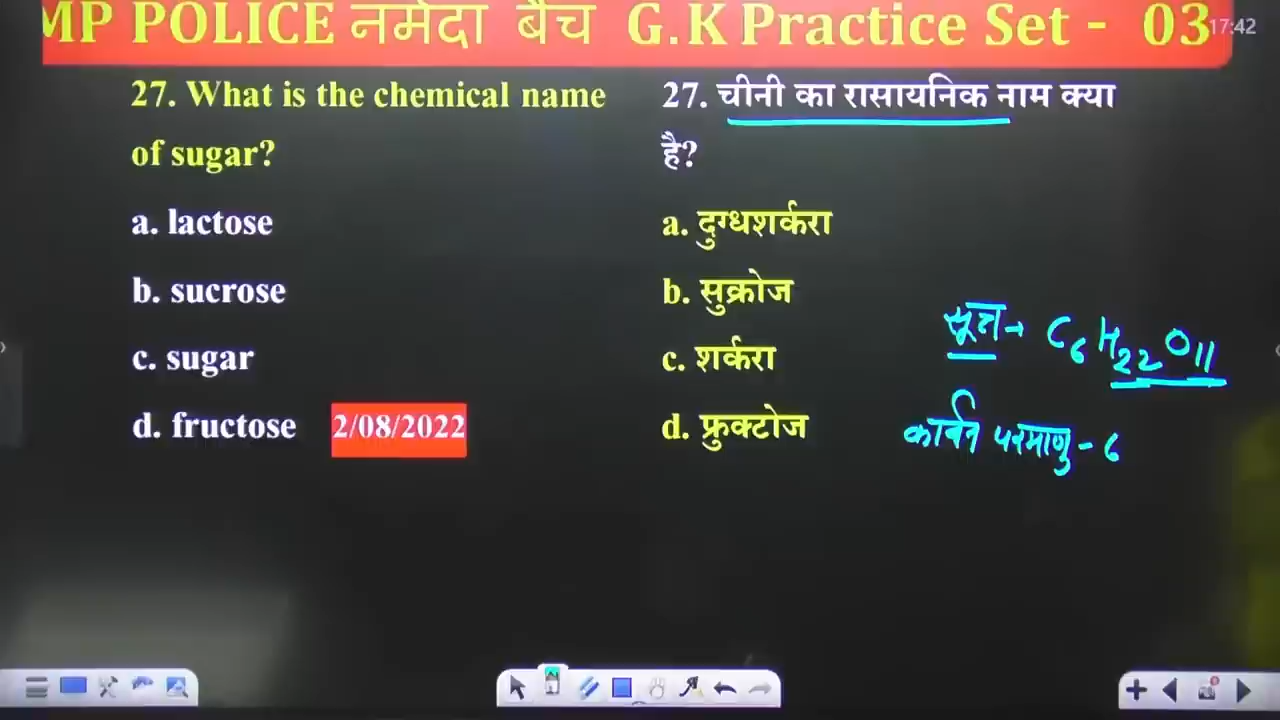 MP POLICE नर्मदा बैच G.K Practice Set - 03
17:42
27. What is the chemical name
of sugar?
a. lactose
b. sucrose
c. sugar
d. fructose 2/08/2022
27. चीनी का रासायनिक नाम क्या
है?
a. दुग्धशर्करा
b. सुक्रोज
c. शर्करा
d. फ्रुक्टोज
सूत्र → C6H22O11
कार्बन परमाणु - 6